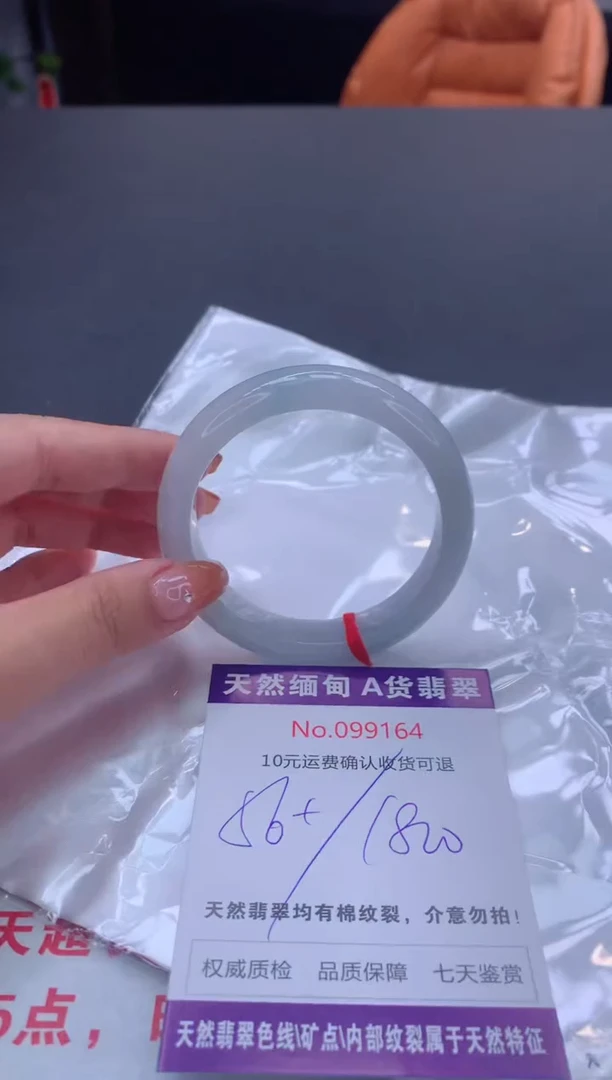 天然缅甸 A货翡翠
No.099164
10元运费确认收货可退
56+/1800
天然翡翠均有棉纹裂，介意勿拍！
权威质检 品质保障 七天鉴赏
天然翡翠色线\矿点\内部纹裂属于天然特征
天
5点，